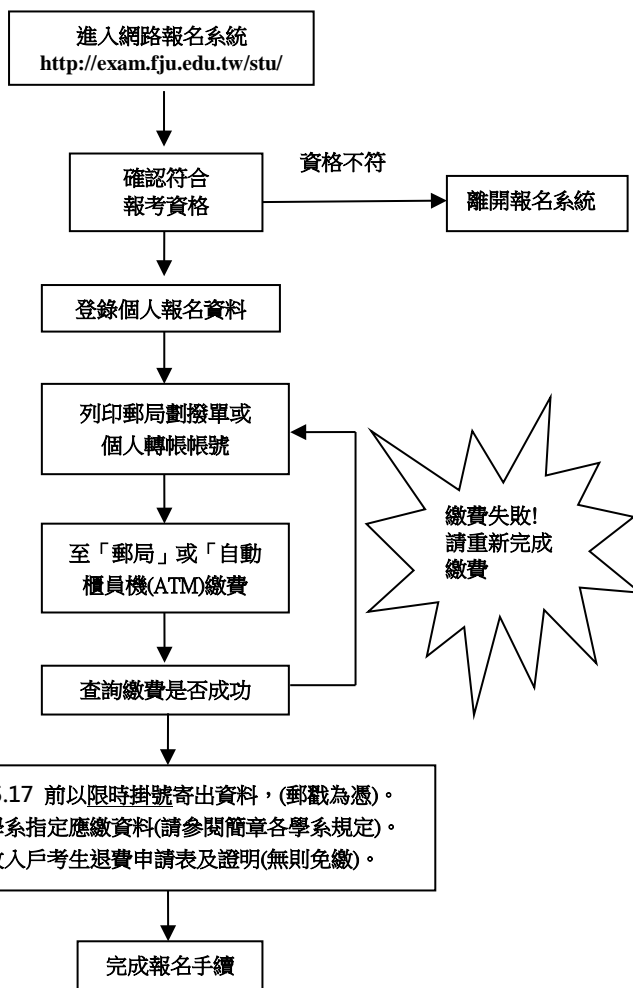 進入網路報名系統
http://exam.fju.edu.tw/stu/
確認符合
報考資格
資格不符
離開報名系統
登錄個人報名資料
列印郵局劃撥單或
個人轉帳帳號
繳費失敗!
請重新完成
繳費
至「郵局」或「自動
櫃員機(ATM)繳費
查詢繳費是否成功
.17 前以限時掛號寄出資料，(郵戳為憑)。
系指定應繳資料(請參閱簡章各學系規定)。
入戶考生退費申請表及證明(無則免繳)。
完成報名手續